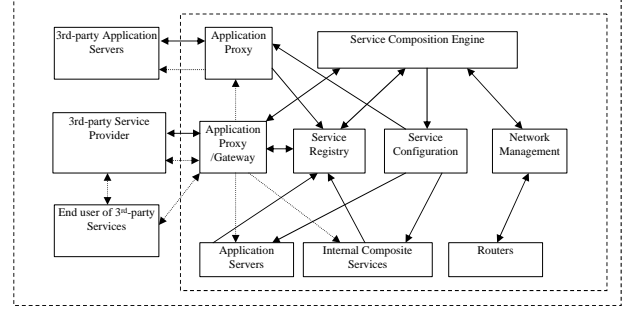 3rd-party Application
Servers
Application
Proxy
Service Composition Engine
3rd-party Service
Provider
Application
Proxy
/Gateway
Service
Registry
Service
Configuration
Network
Management
End user of 3rd-party
Services
Application
Servers
Internal Composite
Services
Routers